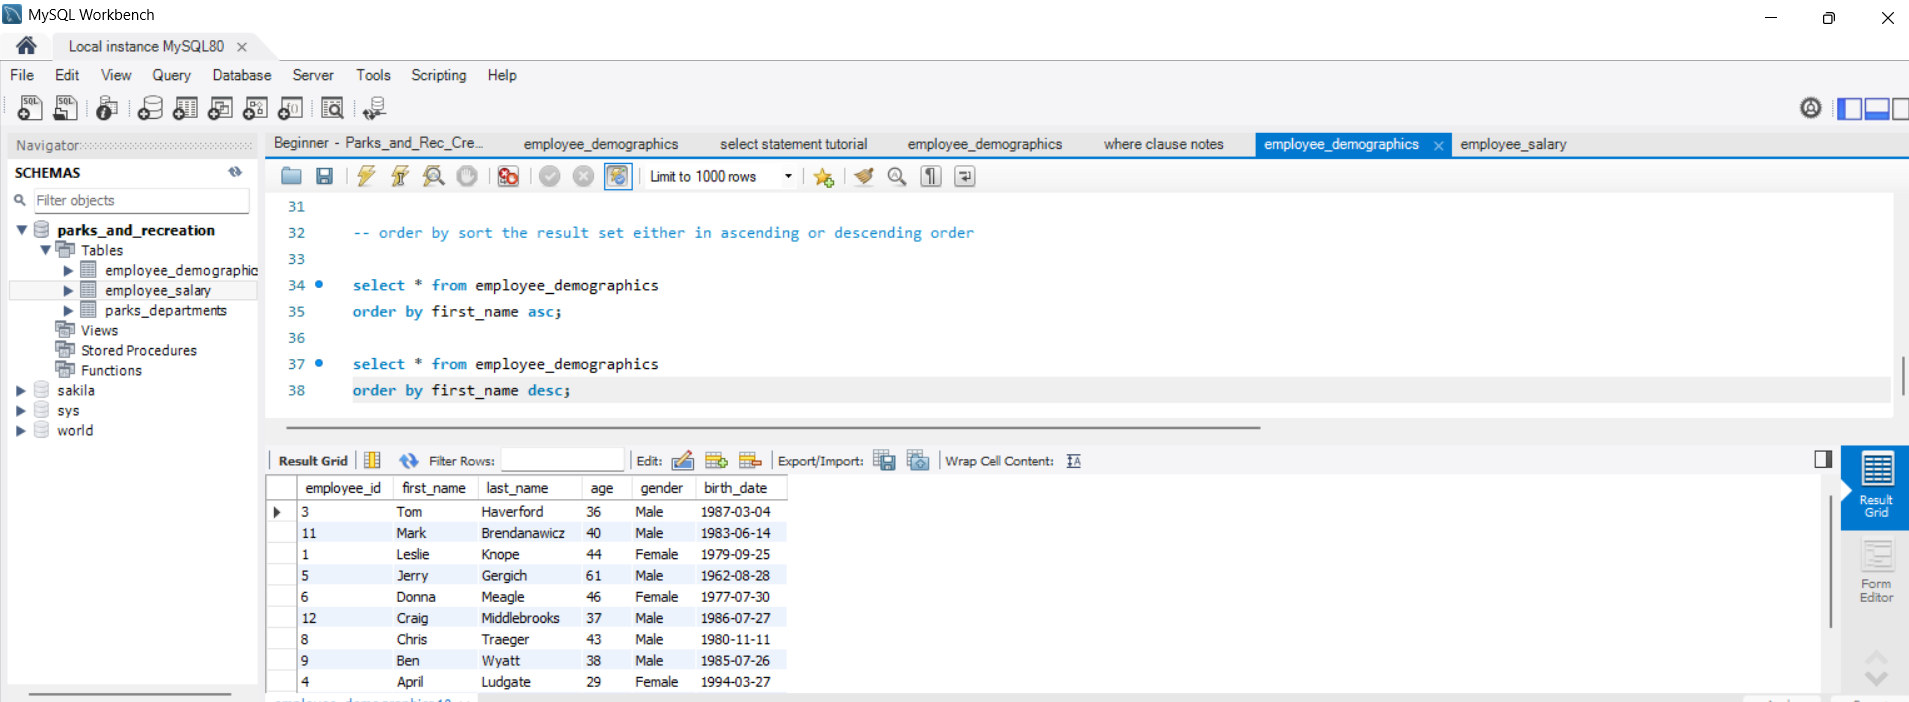 MySQL Workbench
Local instance MySQL80
File Edit View Query Database Server Tools Scripting Help
Navigator
SCHEMAS
Filter objects
parks_and_recreation
Tables
employee_demographic
employee_salary
parks_departments
Views
Stored Procedures
Functions
sakila
sys
world
Beginner - Parks_and_Rec_Cre... employee_demographics select statement tutorial employee_demographics where clause notes employee_demographics employee_salary
Limit to 1000 rows
31
32 -- order by sort the result set either in ascending or descending order
33
34 select * from employee_demographics
35 order by first_name asc;
36
37 select * from employee_demographics
38 order by first_name desc;
Result Grid Filter Rows: Edit: Export/Import: Wrap Cell Content:
employee_id first_name last_name age gender birth_date
3 Tom Haverford 36 Male 1987-03-04
11 Mark Brendanawicz 40 Male 1983-06-14
1 Leslie Knope 44 Female 1979-09-25
5 Jerry Gergich 61 Male 1962-08-28
6 Donna Meagle 46 Female 1977-07-30
12 Craig Middlebrooks 37 Male 1986-07-27
8 Chris Traeger 43 Male 1980-11-11
9 Ben Wyatt 38 Male 1985-07-26
4 April Ludgate 29 Female 1994-03-27
Result
Grid
Form
Editor